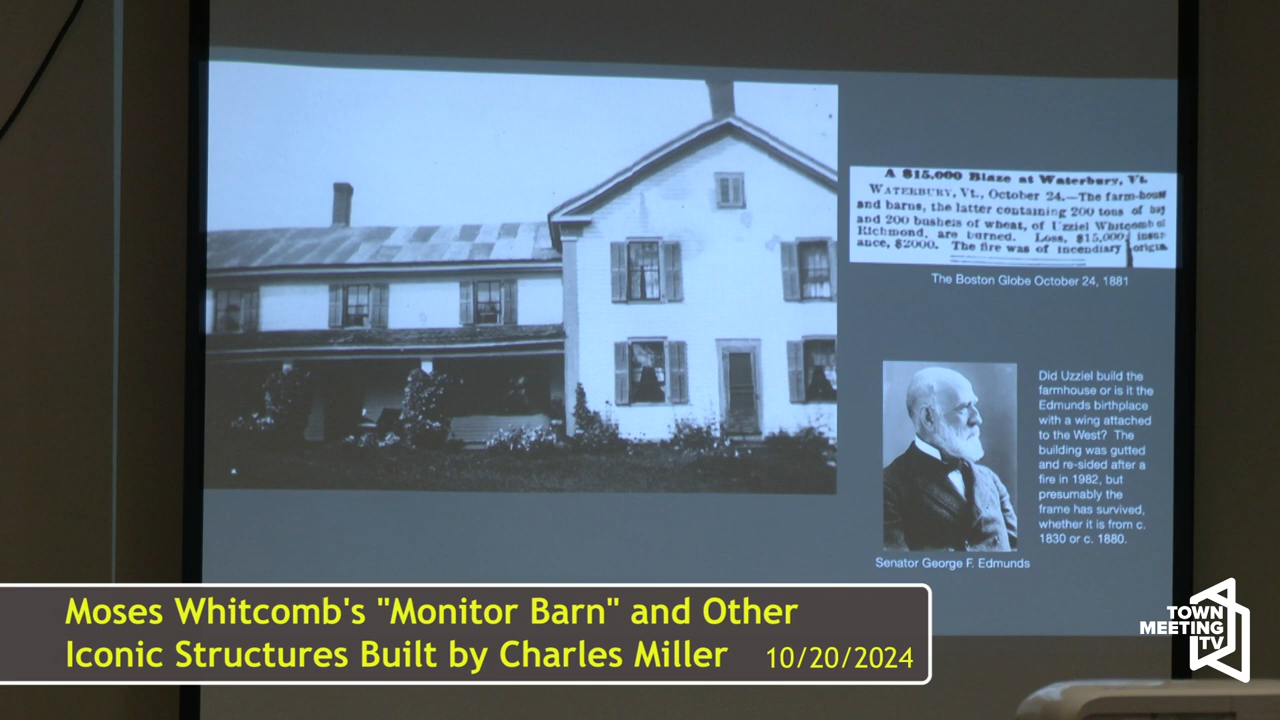 A $15,000 Blaze at Waterbury, Vt.
WATERBURY, Vt., October 24.—The farm-house
and barns, the latter containing 200 tons of hay
and 200 bushels of wheat, of Uzziel Whitcomb of
Richmond, are burned. Loss, $15,000; insur-
ance, $2000. The fire was of incendiary origin.
The Boston Globe October 24, 1881
Did Uzziel build the
farmhouse or is it the
Edmunds birthplace
with a wing attached
to the West? The
building was gutted
and re-sided after a
fire in 1982, but
presumably the
frame has survived,
whether it is from c.
1830 or c. 1880.
Senator George F. Edmunds
Moses Whitcomb's "Monitor Barn" and Other
Iconic Structures Built by Charles Miller 10/20/2024
TOWN
MEETING
TV